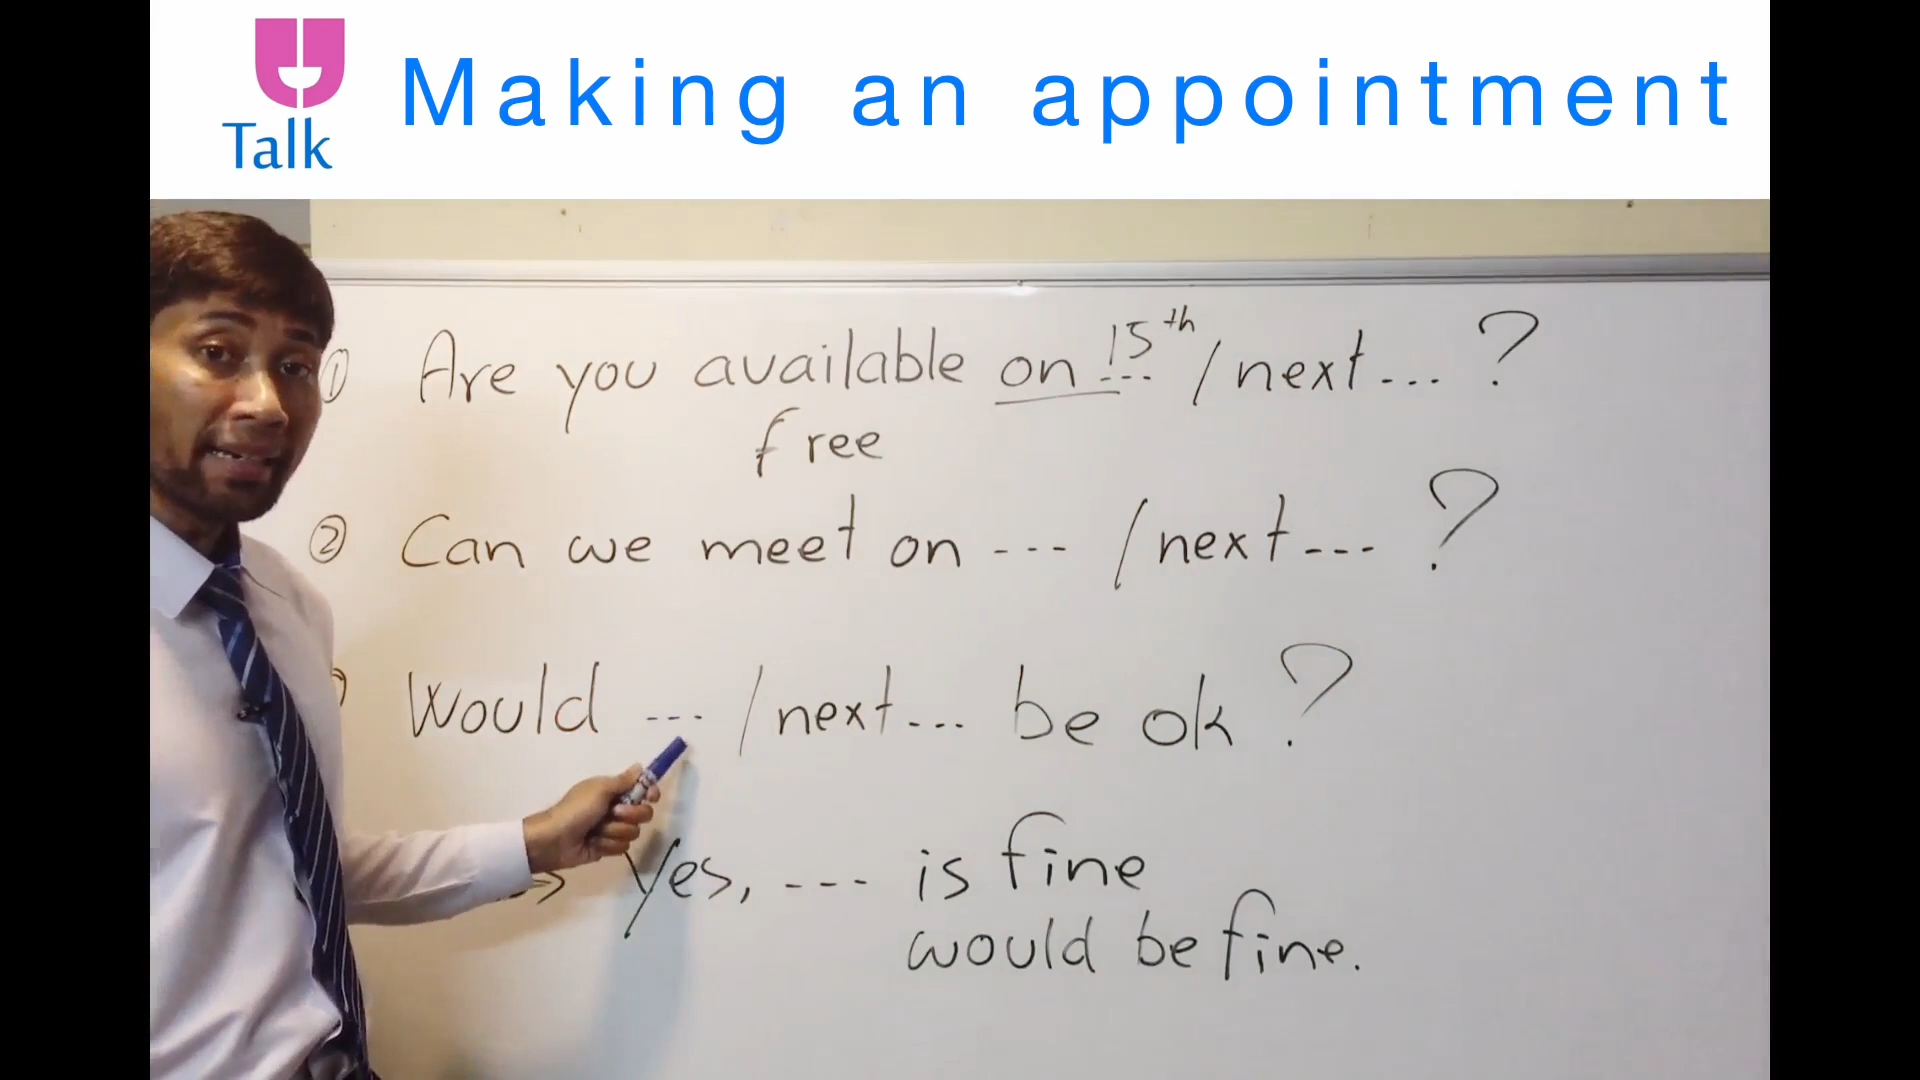 Talk
Making an appointment
① Are you available on 15th --- / next ... ?
free
② Can we meet on --- / next --- ?
Would --- / next ... be ok ?
→ Yes, --- is fine
would be fine.